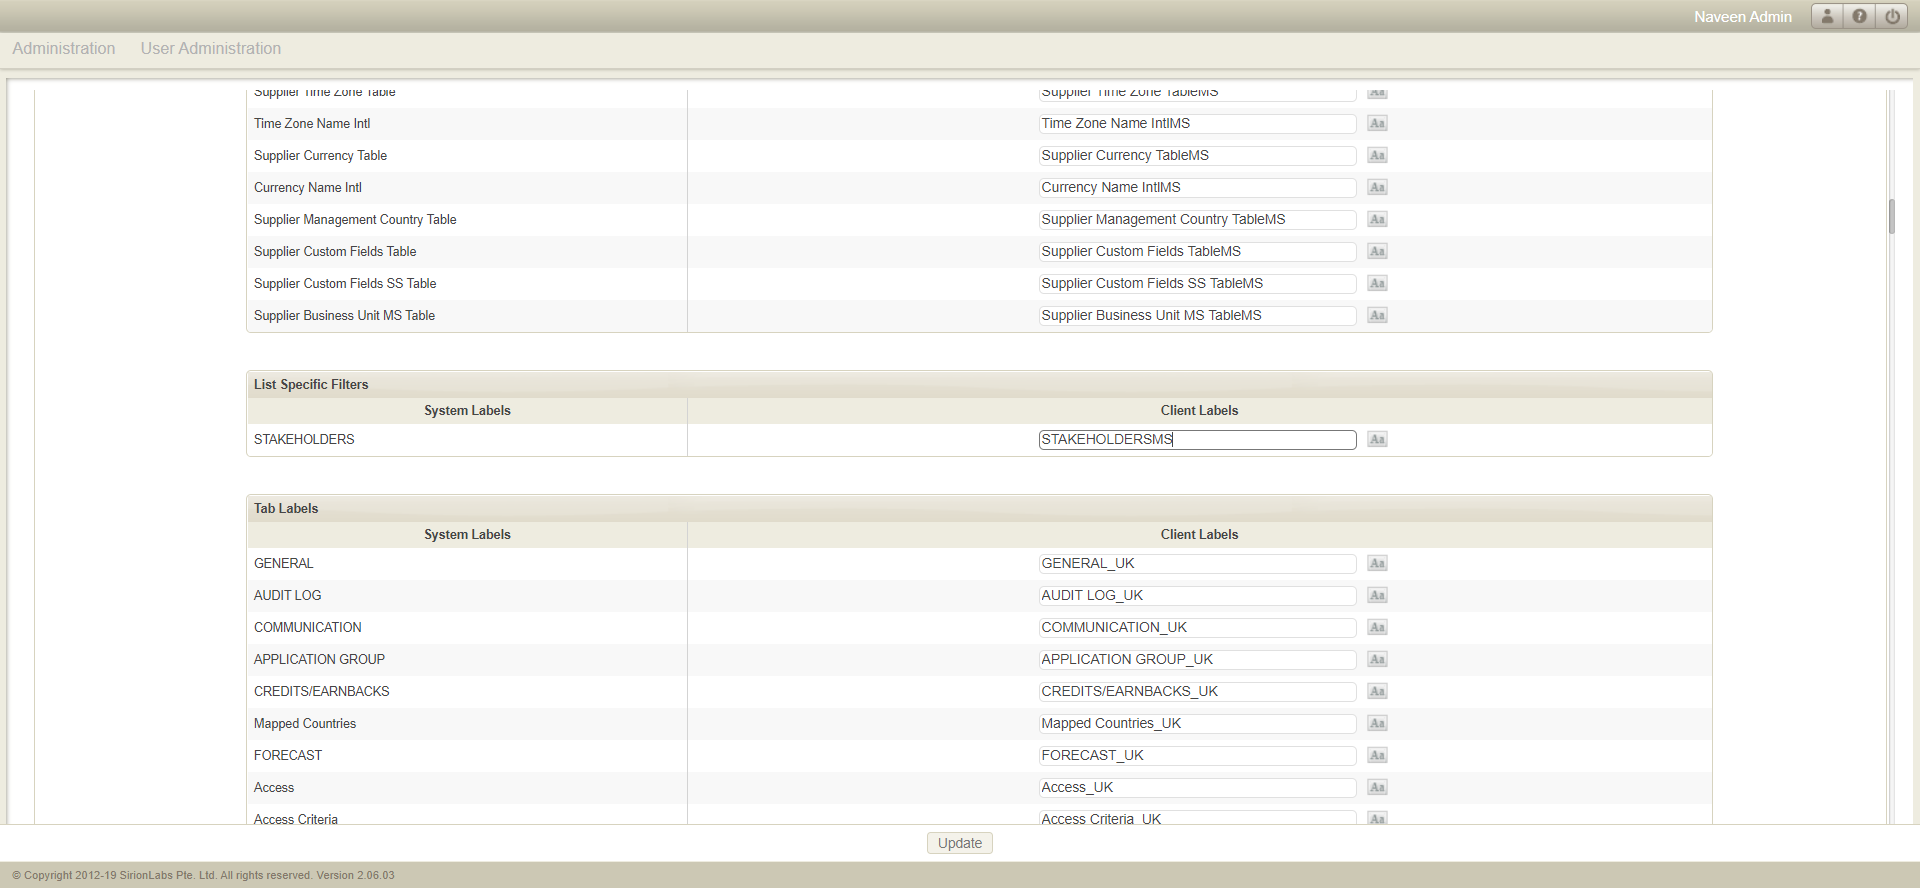 Naveen Admin
Administration User Administration
Supplier Time Zone Table Supplier Time Zone TableMS Aa
Time Zone Name Intl Time Zone Name IntlMS Aa
Supplier Currency Table Supplier Currency TableMS Aa
Currency Name Intl Currency Name IntlMS Aa
Supplier Management Country Table Supplier Management Country TableMS Aa
Supplier Custom Fields Table Supplier Custom Fields TableMS Aa
Supplier Custom Fields SS Table Supplier Custom Fields SS TableMS Aa
Supplier Business Unit MS Table Supplier Business Unit MS TableMS Aa
List Specific Filters
System Labels Client Labels
STAKEHOLDERS STAKEHOLDERSMS Aa
Tab Labels
System Labels Client Labels
GENERAL GENERAL_UK Aa
AUDIT LOG AUDIT LOG_UK Aa
COMMUNICATION COMMUNICATION_UK Aa
APPLICATION GROUP APPLICATION GROUP_UK Aa
CREDITS/EARNBACKS CREDITS/EARNBACKS_UK Aa
Mapped Countries Mapped Countries_UK Aa
FORECAST FORECAST_UK Aa
Access Access_UK Aa
Access Criteria Access Criteria_UK Aa
Update
© Copyright 2012-19 SirionLabs Pte. Ltd. All rights reserved. Version 2.06.03